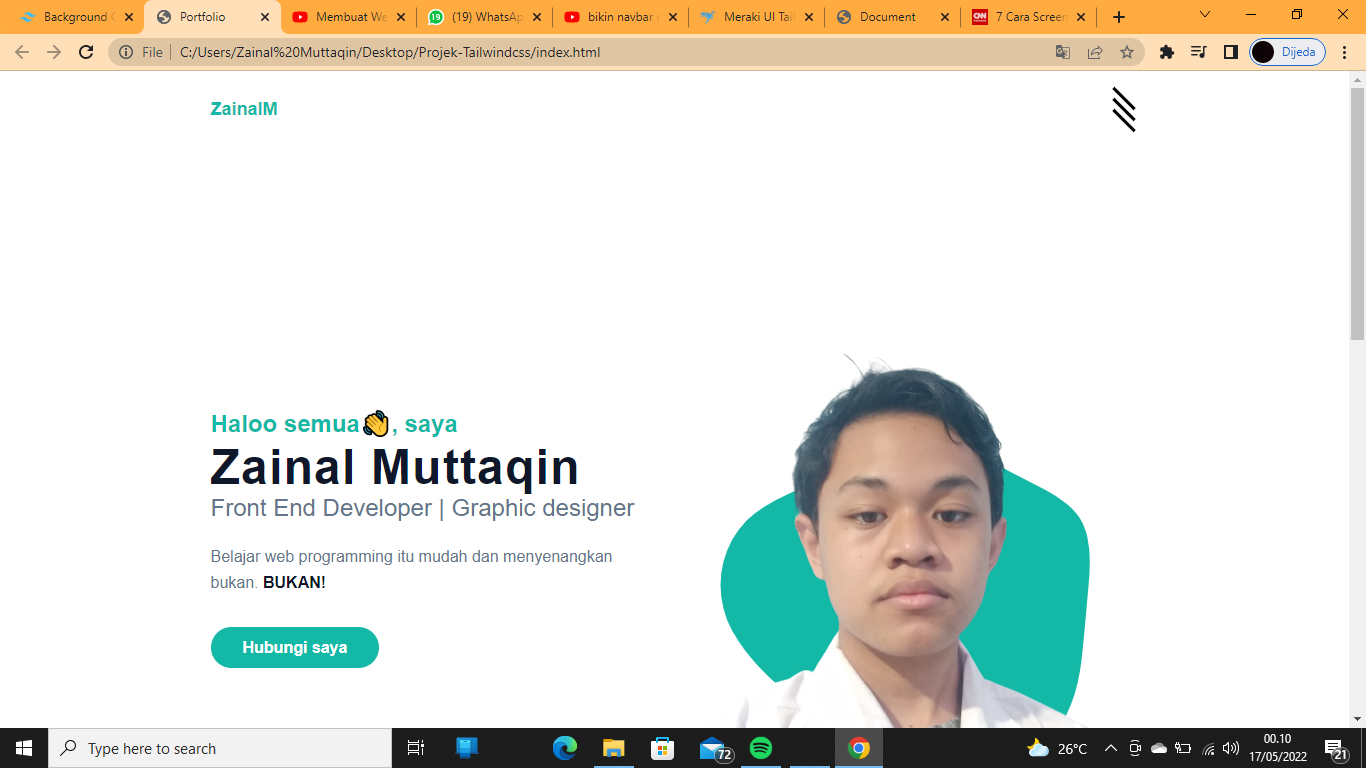 Background C
Portfolio
Membuat We
(19) WhatsAp
bikin navbar
Meraki UI Tail
Document
CNN
7 Cara Screen
File
C:/Users/Zainal%20Muttaqin/Desktop/Projek-Tailwindcss/index.html
Dijeda
ZainalM
Haloo semua👋, saya
Zainal Muttaqin
Front End Developer | Graphic designer
Belajar web programming itu mudah dan menyenangkan
bukan. BUKAN!
Hubungi saya
Type here to search
72
26°C
00.10
17/05/2022
21